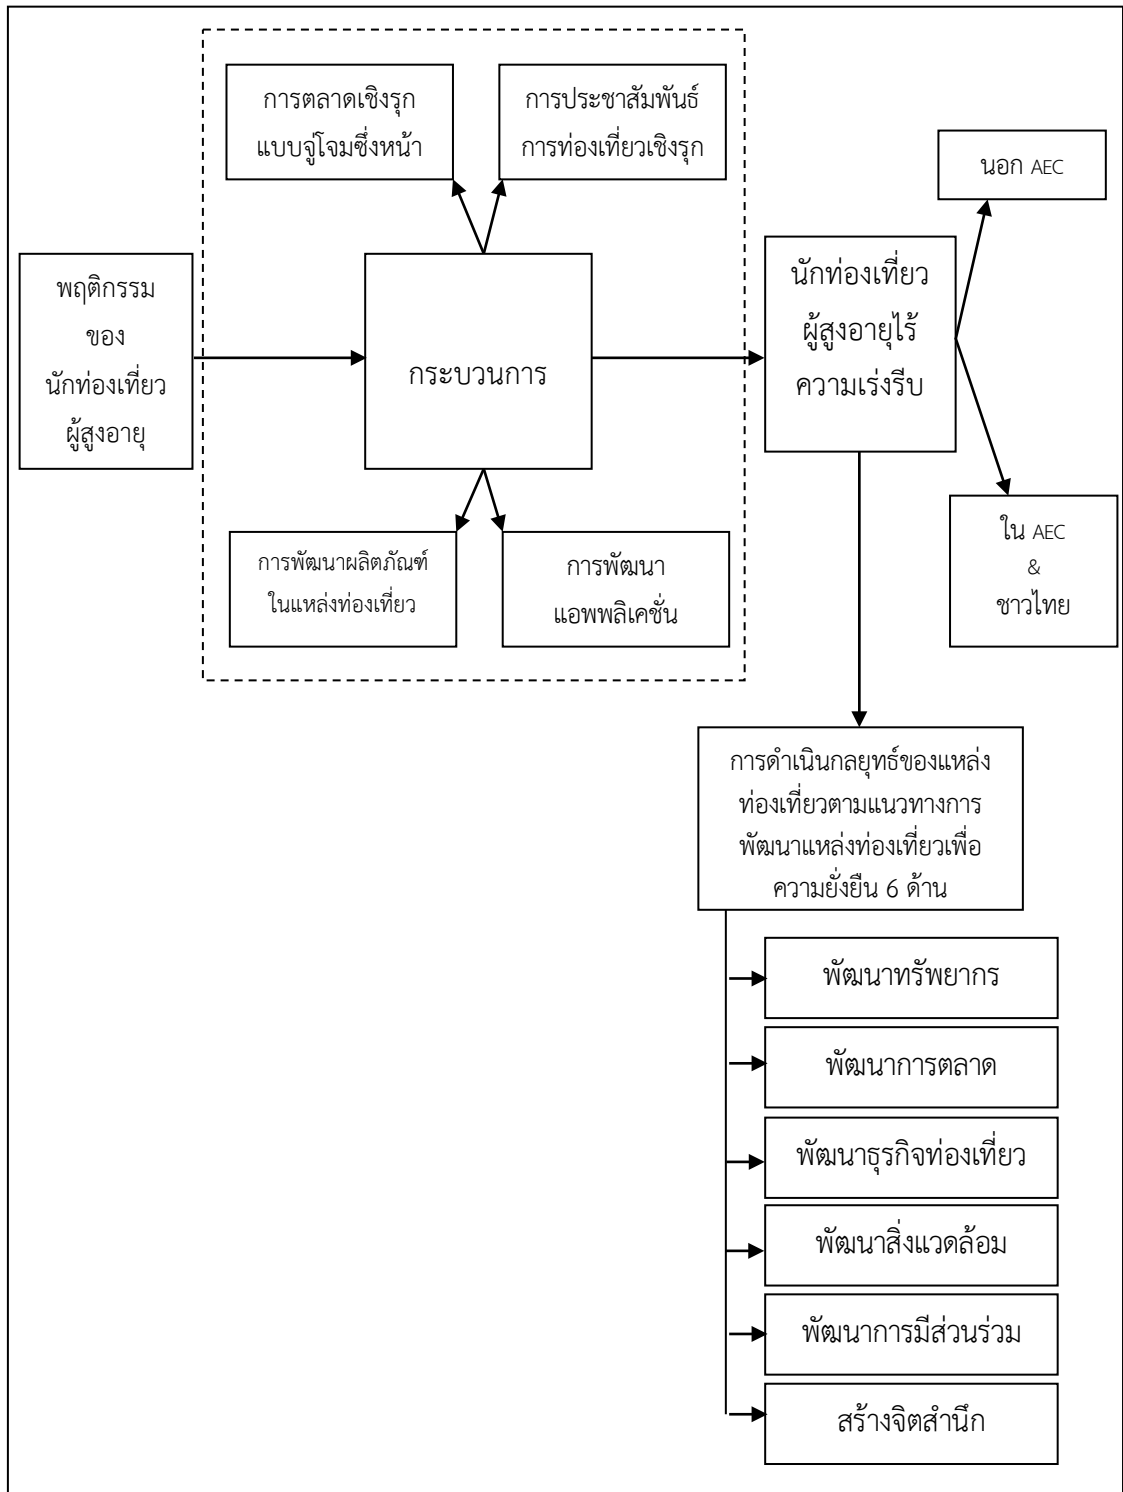 การตลาดเชิงรุก
แบบจู่โจมซึ่งหน้า
การประชาสัมพันธ์
การท่องเที่ยวเชิงรุก
นอก AEC
พฤติกรรม
ของ
นักท่องเที่ยว
ผู้สูงอายุ
กระบวนการ
นักท่องเที่ยว
ผู้สูงอายุไร้
ความเร่งรีบ
การพัฒนาผลิตภัณฑ์
ในแหล่งท่องเที่ยว
การพัฒนา
แอพพลิเคชั่น
ใน AEC
&
ชาวไทย
การดำเนินกลยุทธ์ของแหล่ง
ท่องเที่ยวตามแนวทางการ
พัฒนาแหล่งท่องเที่ยวเพื่อ
ความยั่งยืน 6 ด้าน
พัฒนาทรัพยากร
พัฒนาการตลาด
พัฒนาธุรกิจท่องเที่ยว
พัฒนาสิ่งแวดล้อม
พัฒนาการมีส่วนร่วม
สร้างจิตสำนึก